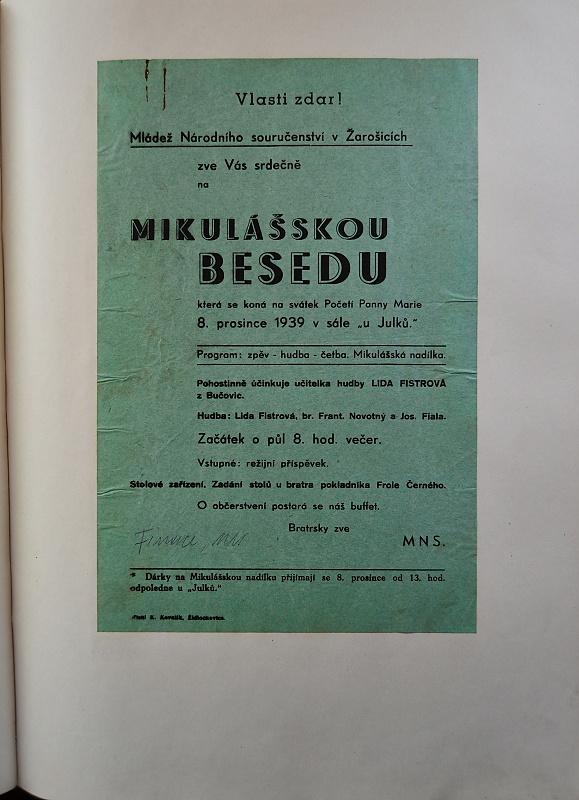 Vlasti zdar!
Mládež Národního souručenství v Žarošicích
zve Vás srdečně
na
MIKULÁŠSKOU
BESEDU
která se koná na svátek Početí Panny Marie
8. prosince 1939 v sále „u Julků.“
Program: zpěv - hudba - četba. Mikulášská nadílka.
Pohostinně účinkuje učitelka hudby LIDA FISTROVÁ
z Bučovic.
Hudba: Lida Fistrová, br. Frant. Novotný a Jos. Fiala.
Začátek o půl 8. hod. večer.
Vstupné: režijní příspěvek.
Stolové zařízení. Zadání stolů u bratra pokladníka Frole Černého.
O občerstvení postará se náš buffet.
Bratrsky zve
MNS.
* Dárky na Mikulášskou nadílku přijímají se 8. prosince od 13. hod.
odpoledne u „Julků.“
K. Kovalík, Židlochovice.